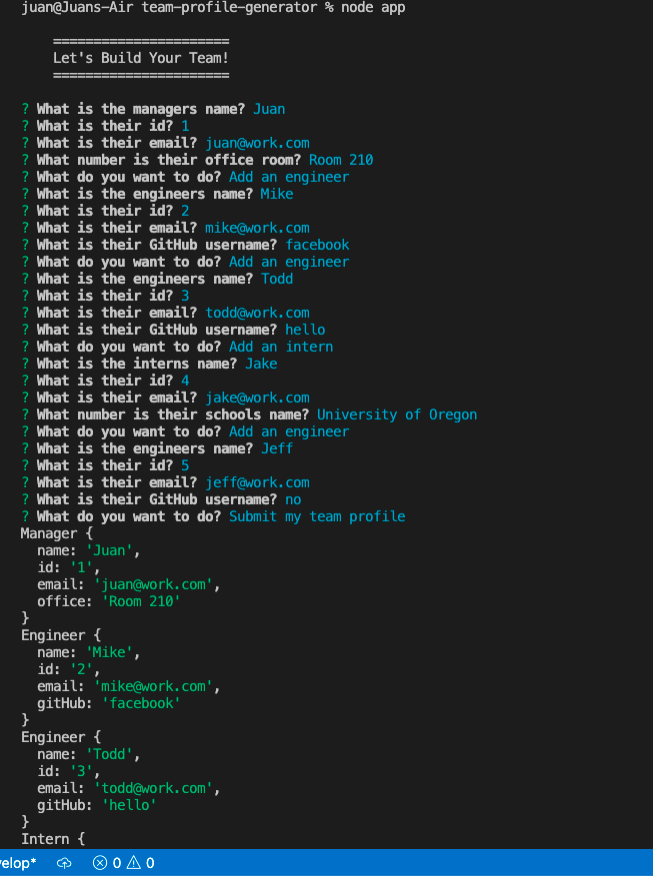 juan@Juans-Air team-profile-generator % node app
======================
Let's Build Your Team!
======================
? What is the managers name? Juan
? What is their id? 1
? What is their email? juan@work.com
? What number is their office room? Room 210
? What do you want to do? Add an engineer
? What is the engineers name? Mike
? What is their id? 2
? What is their email? mike@work.com
? What is their GitHub username? facebook
? What do you want to do? Add an engineer
? What is the engineers name? Todd
? What is their id? 3
? What is their email? todd@work.com
? What is their GitHub username? hello
? What do you want to do? Add an intern
? What is the interns name? Jake
? What is their id? 4
? What is their email? jake@work.com
? What number is their schools name? University of Oregon
? What do you want to do? Add an engineer
? What is the engineers name? Jeff
? What is their id? 5
? What is their email? jeff@work.com
? What is their GitHub username? no
? What do you want to do? Submit my team profile
Manager {
  name: 'Juan',
  id: '1',
  email: 'juan@work.com',
  office: 'Room 210'
}
Engineer {
  name: 'Mike',
  id: '2',
  email: 'mike@work.com',
  gitHub: 'facebook'
}
Engineer {
  name: 'Todd',
  id: '3',
  email: 'todd@work.com',
  gitHub: 'hello'
}
Intern {
velop* 0 0